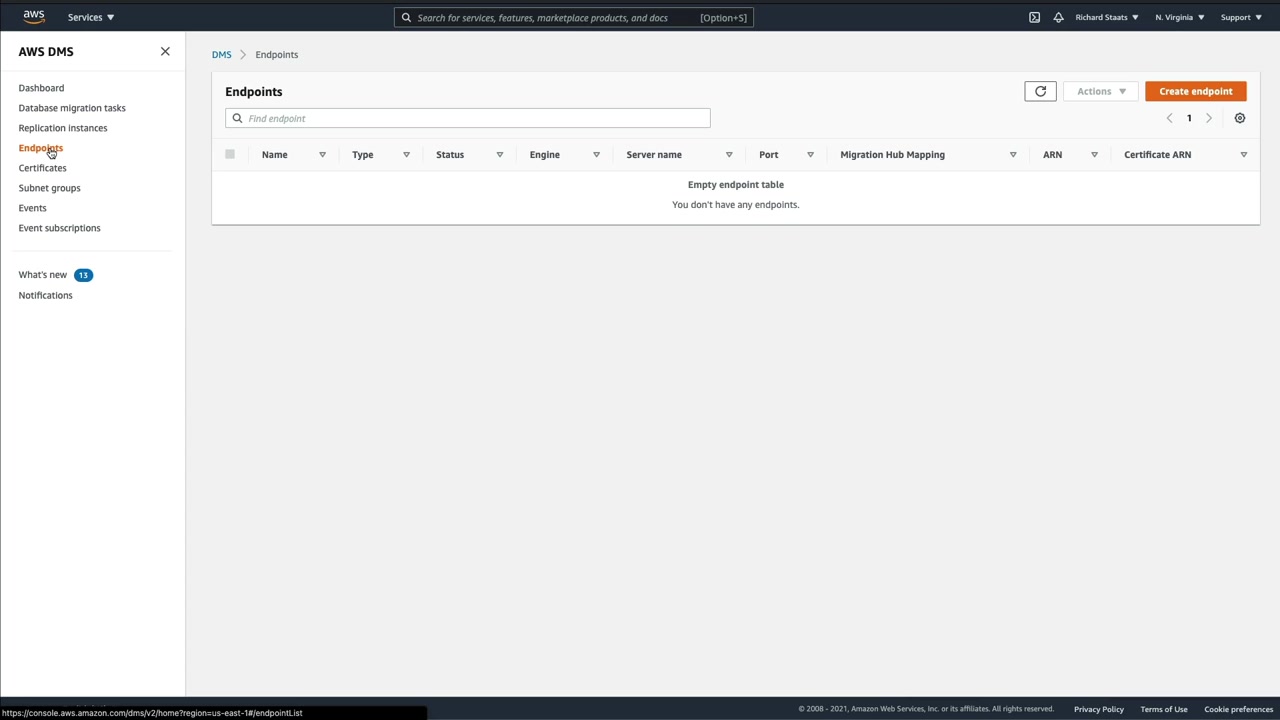 aws
Services
Search for services, features, marketplace products, and docs
[Option+S]
Richard Staats
N. Virginia
Support
AWS DMS
Dashboard
Database migration tasks
Replication instances
Endpoints
Certificates
Subnet groups
Events
Event subscriptions
What's new 13
Notifications
DMS
Endpoints
Endpoints
Actions
Create endpoint
Find endpoint
1
Name
Type
Status
Engine
Server name
Port
Migration Hub Mapping
ARN
Certificate ARN
Empty endpoint table
You don't have any endpoints.
https://console.aws.amazon.com/dms/v2/home?region=us-east-1#/endpointList
© 2008 - 2021, Amazon Web Services, Inc. or its affiliates. All rights reserved.
Privacy Policy
Terms of Use
Cookie preferences